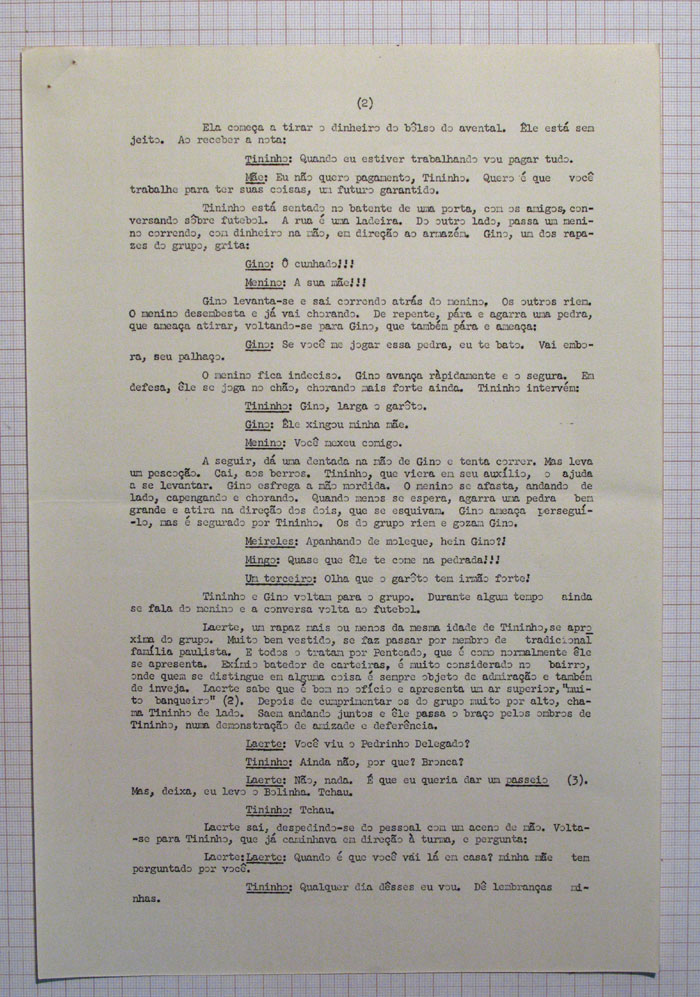 (2)
Ela começa a tirar o dinheiro do bôlso do avental. Êle está sem
jeito. Ao receber a nota:
Tininho: Quando eu estiver trabalhando vou pagar tudo.
Mãe: Eu não quero pagamento, Tininho. Quero é que você
trabalhe para ter suas coisas, um futuro garantido.
Tininho está sentado no batente de uma porta, com os amigos, con-
versando sôbre futebol. A rua é uma ladeira. Do outro lado, passa um meni-
no correndo, com dinheiro na mão, em direção ao armazém. Gino, um dos rapa-
zes do grupo, grita:
Gino: Ô cunhado!!!
Menino: A sua mãe!!!
Gino levanta-se e sai correndo atrás do menino. Os outros riem.
O menino desembesta e já vai chorando. De repente, pára e agarra uma pedra,
que ameaça atirar, voltando-se para Gino, que também pára e ameaça:
Gino: Se você me jogar essa pedra, eu te bato. Vai embo-
ra, seu palhaço.
O menino fica indeciso. Gino avança ràpidamente e o segura. Em
defesa, êle se joga no chão, chorando mais forte ainda. Tininho intervém:
Tininho: Gino, larga o garôto.
Gino: Êle xingou minha mãe.
Menino: Você mexeu comigo.
A seguir, dá uma dentada na mão de Gino e tenta correr. Mas leva
um pescoção. Cai, aos berros. Tininho, que viera em seu auxílio, o ajuda
a se levantar. Gino esfrega a mão mordida. O menino se afasta, andando de
lado, capengando e chorando. Quando menos se espera, agarra uma pedra bem
grande e atira na direção dos dois, que se esquivam. Gino ameaça perseguí-
-lo, mas é segurado por Tininho. Os do grupo riem e gozam Gino.
Meireles: Apanhando de moleque, hein Gino?!
Mingo: Quase que êle te come na pedrada!!!
Um terceiro: Olha que o garôto tem irmão forte!
Tininho e Gino voltam para o grupo. Durante algum tempo ainda
se fala do menino e a conversa volta ao futebol.
Laerte, um rapaz mais ou menos da mesma idade de Tininho,se apro
xima do grupo. Muito bem vestido, se faz passar por membro de tradicional
família paulista. E todos o tratam por Penteado, que é como normalmente êle
se apresenta. Exímio batedor de carteiras, é muito considerado no bairro,
onde quem se distingue em alguma coisa é sempre objeto de admiração e também
de inveja. Laerte sabe que é bom no ofício e apresenta um ar superior, "mui-
to banqueiro" (2). Depois de cumprimentar os do grupo muito por alto, cha-
ma Tininho de lado. Saem andando juntos e êle passa o braço pelos ombros de
Tininho, numa demonstração de amizade e deferência.
Laerte: Você viu o Pedrinho Delegado?
Tininho: Ainda não, por que? Bronca?
Laerte: Não, nada. É que eu queria dar um passeio (3).
Mas, deixa, eu levo o Bolinha. Tchau.
Tininho: Tchau.
Laerte sai, despedindo-se do pessoal com um aceno de mão. Volta-
-se para Tininho, que já caminhava em direção à turma, e pergunta:
Laerte:Laerte: Quando é que você vai lá em casa? minha mãe tem
perguntado por você.
Tininho: Qualquer dia dêsses eu vou. Dê lembranças mi-
nhas.